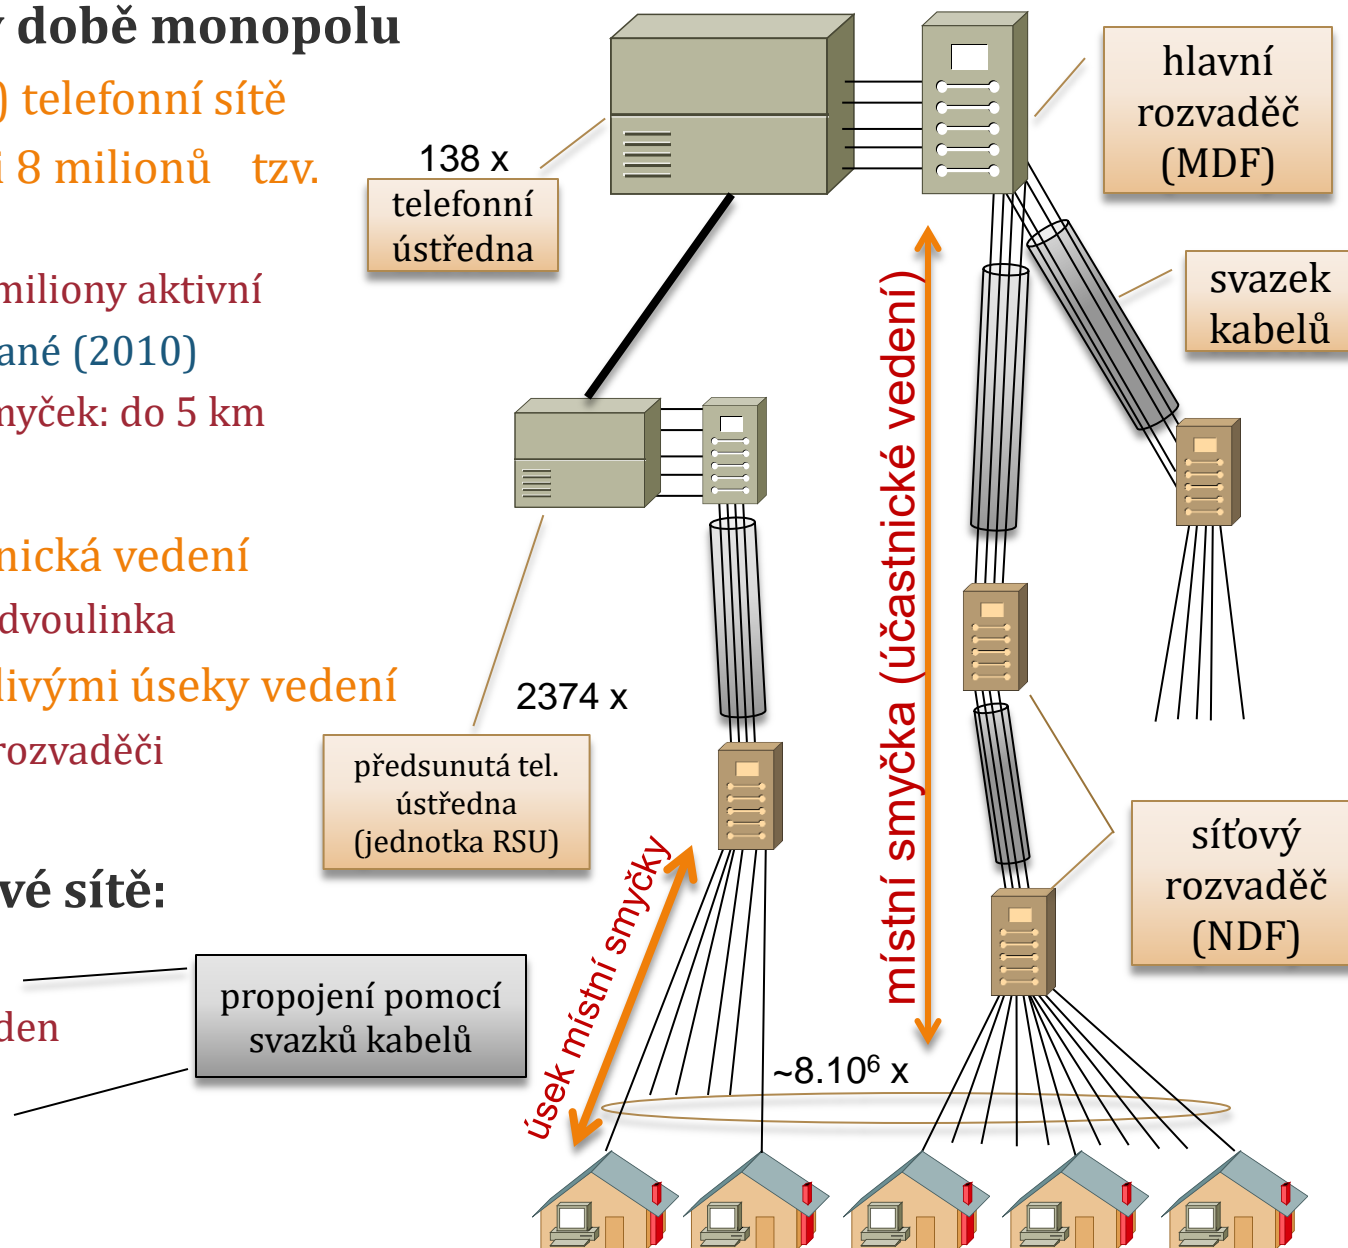 v době monopolu
) telefonní sítě
i 8 milionů tzv.
miliony aktivní
ané (2010)
myček: do 5 km
nická vedení
dvoulinka
livými úseky vedení
rozvaděči
vé sítě:
den
propojení pomocí
svazků kabelů
138 x
telefonní
ústředna
hlavní
rozvaděč
(MDF)
svazek
kabelů
místní smyčka (účastnické vedení)
2374 x
předsunutá tel.
ústředna
(jednotka RSU)
úsek místní smyčky
síťový
rozvaděč
(NDF)
~8.10⁶ x